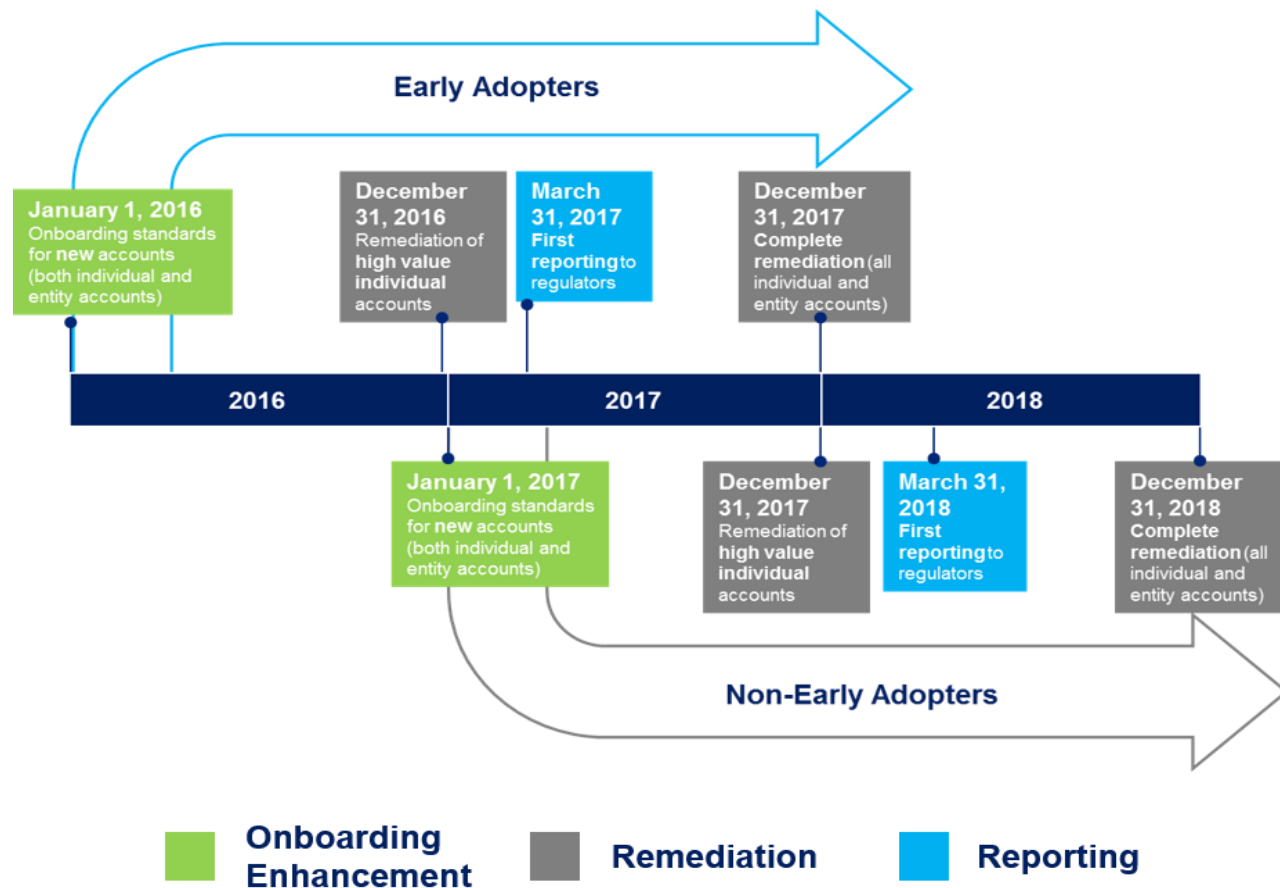 Early Adopters
January 1, 2016
Onboarding standards
for new accounts
(both individual and
entity accounts)
December
31, 2016
Remediation of
high value
individual
accounts
March
31, 2017
First
reporting to
regulators
December
31, 2017
Complete
remediation (all
individual and
entity accounts)
2016
2017
2018
January 1, 2017
Onboarding standards
for new accounts
(both individual and
entity accounts)
December
31, 2017
Remediation of
high value
individual
accounts
March 31,
2018
First
reporting to
regulators
December
31, 2018
Complete
remediation (all
individual and
entity accounts)
Non-Early Adopters
Onboarding
Enhancement
Remediation
Reporting